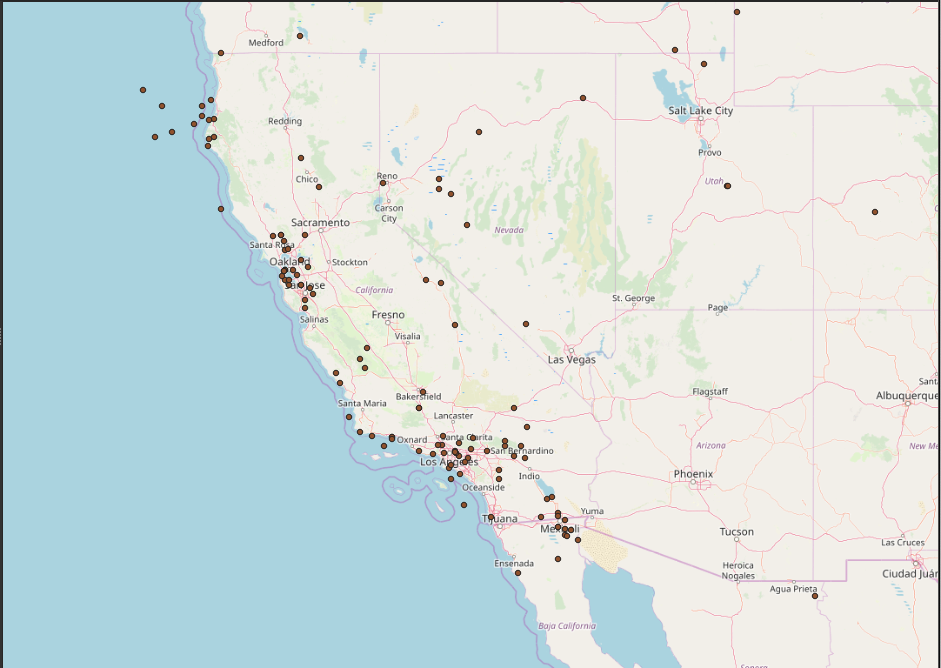 Medford
Redding
Salt Lake City
Provo
Chico
Reno
Utah
Carson
City
Sacramento
Nevada
Santa Rosa
Oakland
Stockton
San Jose
California
St. George
Page
Salinas
Fresno
Visalia
Las Vegas
Flagstaff
Santa
Albuquerque
Bakersfield
Santa Maria
Lancaster
Oxnard
Santa Clarita
Arizona
New Me
San Bernardino
Los Angeles
Phoenix
Indio
Oceanside
Yuma
Tijuana
Mexicali
Tucson
Las Cruces
Ensenada
Heroica
Nogales
Ciudad Juár
Agua Prieta
Baja California
Sonora